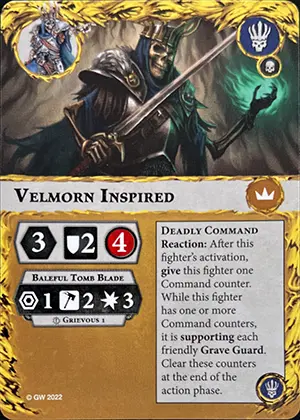 Velmorn Inspired
3 2 4
Baleful Tomb Blade
1 2 3
Grievous 1
Deadly Command
Reaction: After this
fighter's activation,
give this fighter one
Command counter.
While this fighter
has one or more
Command counters,
it is supporting each
friendly Grave Guard.
Clear these counters
at the end of the
action phase.
© GW 2022